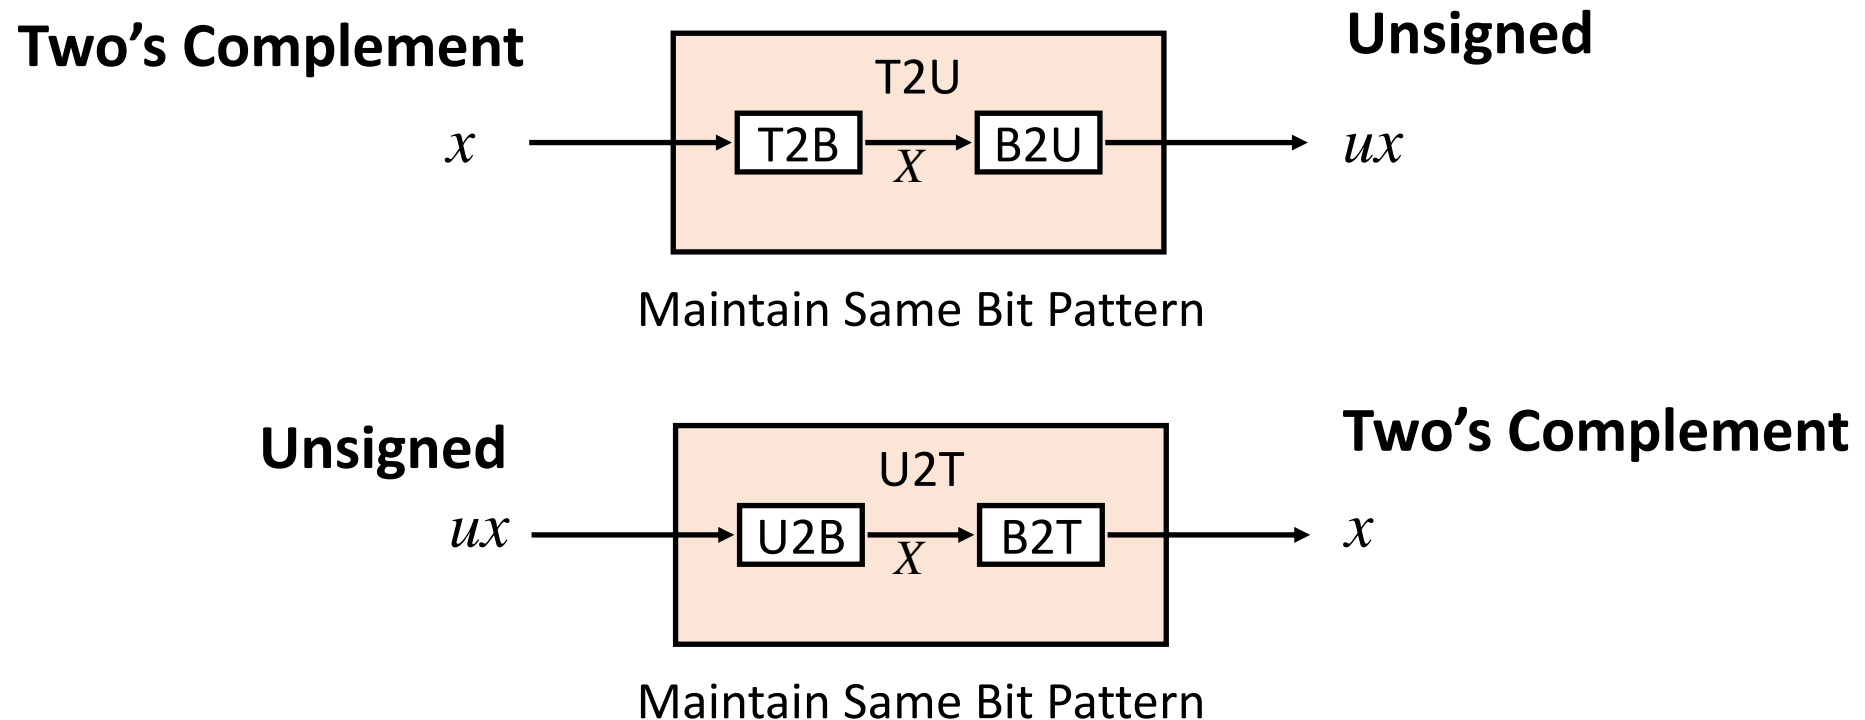 Two’s Complement
Unsigned
T2U
x
T2B
X
B2U
ux
Maintain Same Bit Pattern
Unsigned
Two’s Complement
U2T
ux
U2B
X
B2T
x
Maintain Same Bit Pattern